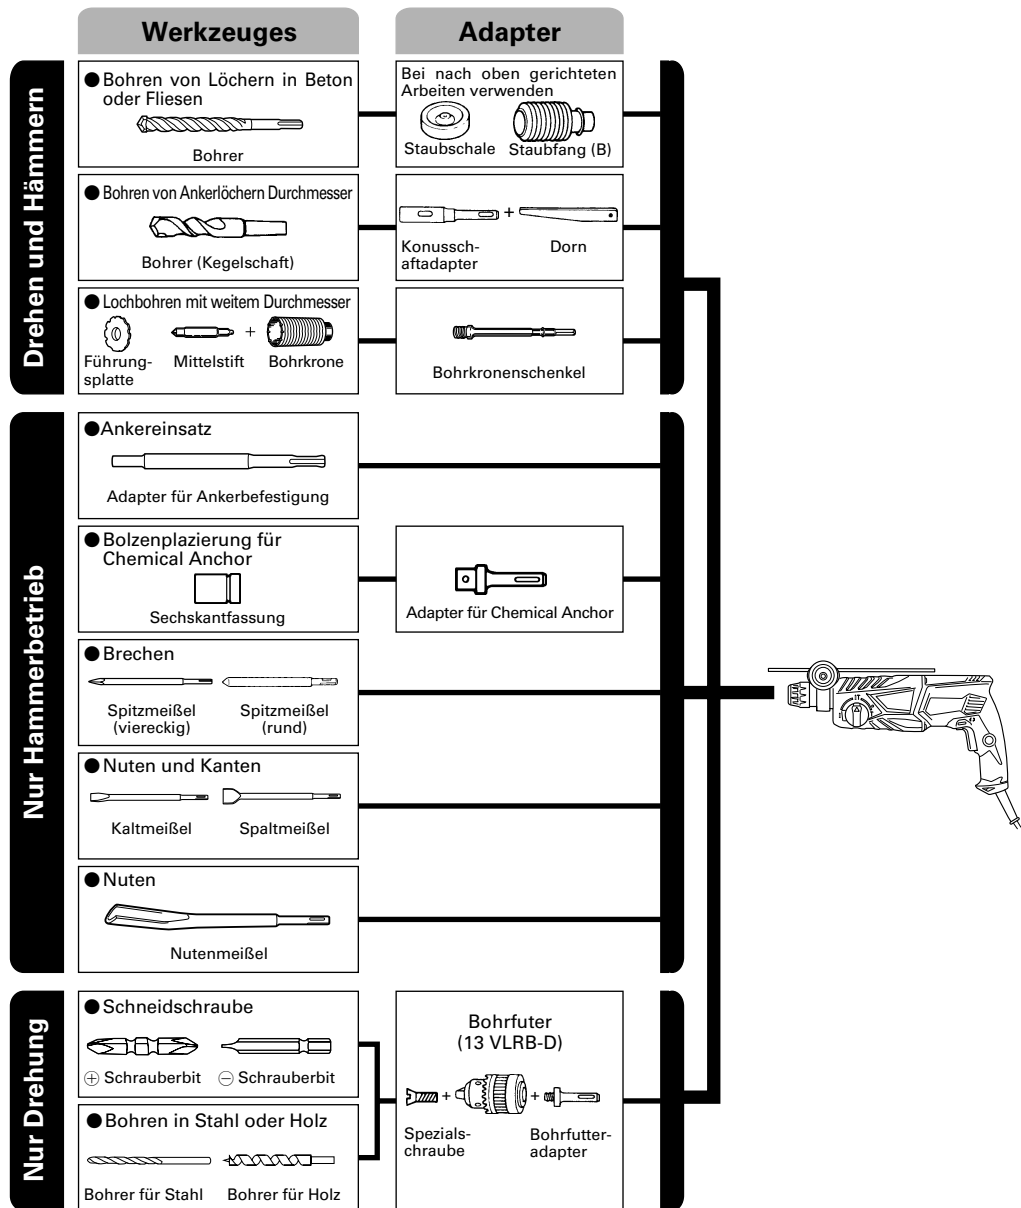 Werkzeuges
Adapter
Drehen und Hämmern
● Bohren von Löchern in Beton
oder Fliesen
Bohrer
Bei nach oben gerichteten
Arbeiten verwenden
Staubschale
Staubfang (B)
● Bohren von Ankerlöchern Durchmesser
Bohrer (Kegelschaft)
+
Konussch-
aftadapter
Dorn
● Lochbohren mit weitem Durchmesser
+
Führung-
splatte
Mittelstift
Bohrkrone
Bohrkronenschenkel
Nur Hammerbetrieb
●Ankereinsatz
Adapter für Ankerbefestigung
● Bolzenplazierung für
Chemical Anchor
Sechskantfassung
Adapter für Chemical Anchor
● Brechen
Spitzmeißel
(viereckig)
Spitzmeißel
(rund)
● Nuten und Kanten
Kaltmeißel
Spaltmeißel
● Nuten
Nutenmeißel
Nur Drehung
● Schneidschraube
⊕ Schrauberbit
⊖ Schrauberbit
● Bohren in Stahl oder Holz
Bohrer für Stahl
Bohrer für Holz
Bohrfuter
(13 VLRB-D)
+ +
Spezials-
chraube
Bohrfutter-
adapter